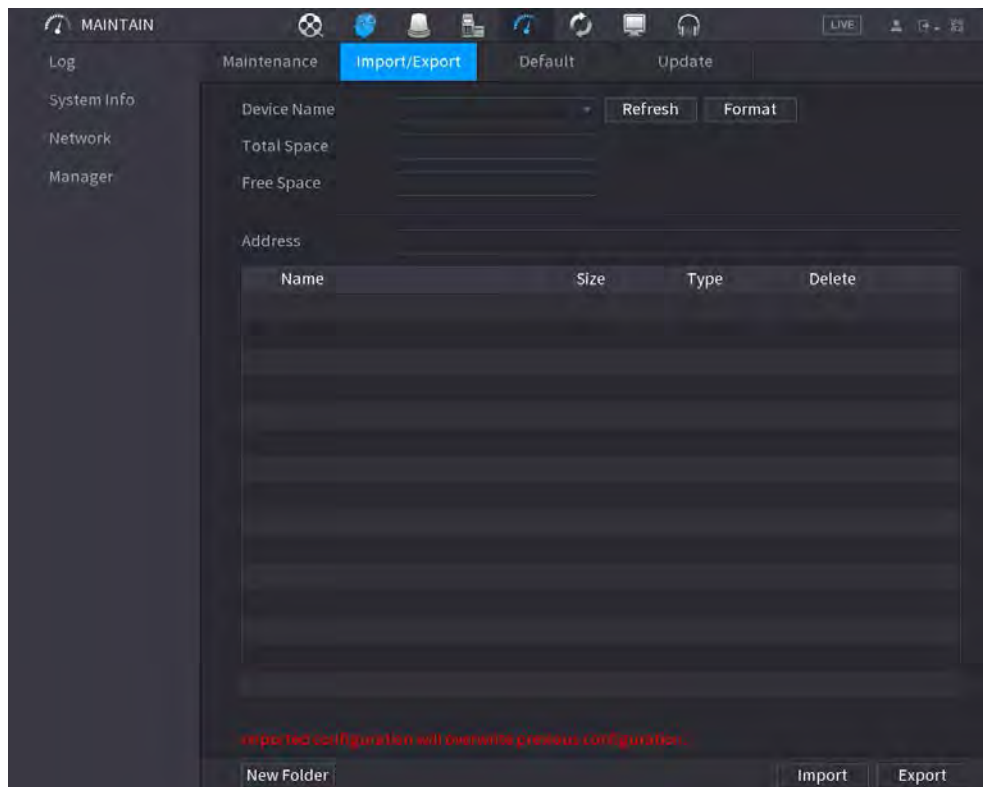 MAINTAIN LIVE
Log Maintenance Import/Export Default Update
System Info Device Name Refresh Format
Network Total Space
Manager Free Space
Address
Name Size Type Delete
Imported configuration will overwrite previous configuration.
New Folder Import Export